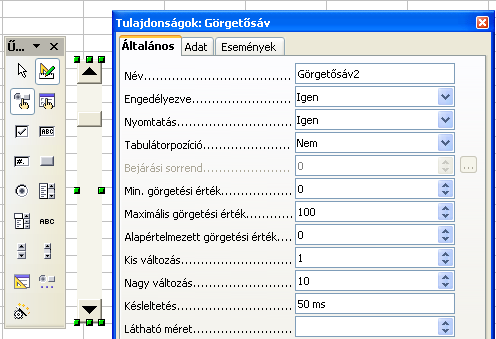 Tulajdonságok: Görgetősáv
Ű...
Általános Adat Események
Név Görgetősáv2
Engedélyezve Igen
Nyomtatás Igen
Tabulátorpozíció Nem
Bejárási sorrend 0 ...
Min. görgetési érték 0
Maximális görgetési érték 100
Alapértelmezett görgetési érték 0
Kis változás 1
Nagy változás 10
Késleltetés 50 ms
Látható méret
ABC
ABC